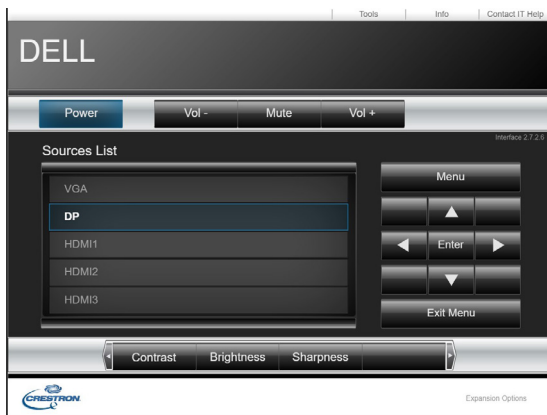 Tools Info Contact IT Help
DELL
Power Vol - Mute Vol +
Interface 2.7.2.6
Sources List
VGA
DP
HDMI1
HDMI2
HDMI3
Menu
Enter
Exit Menu
Contrast Brightness Sharpness
CRESTRON
Expansion Options